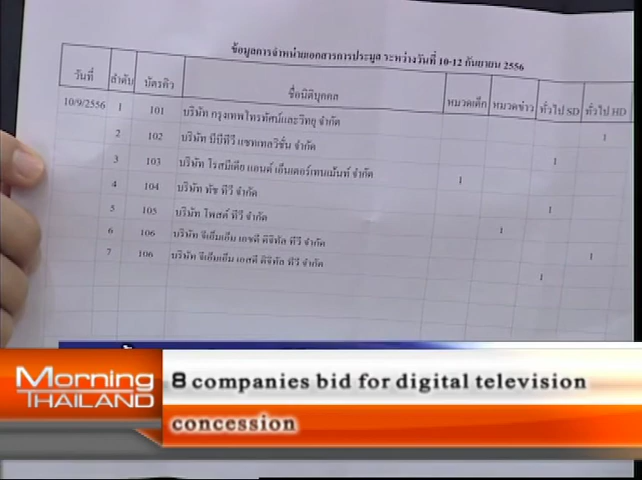 ข้อมูลการจำหน่ายเอกสารการประมูล ระหว่างวันที่ 10-12 กันยายน 2556
วันที่ ลำดับ บัตรคิว ชื่อนิติบุคคล หมวดเด็ก หมวดข่าว ทั่วไป SD ทั่วไป HD
10/9/2556 1 101 บริษัท กรุงเทพโทรทัศน์และวิทยุ จำกัด 1
2 102 บริษัท บีบีทีวี แซทเทลวิชั่น จำกัด 1
3 103 บริษัท โรสมีเดีย แอนด์ เอ็นเตอร์เทนเม้นท์ จำกัด 1
4 104 บริษัท ทัช ทีวี จำกัด 1
5 105 บริษัท โพสต์ ทีวี จำกัด 1
6 106 บริษัท จีเอ็มเอ็ม เอชดี ดิจิทัล ทีวี จำกัด 1
7 106 บริษัท จีเอ็มเอ็ม เอสดี ดิจิทัล ทีวี จำกัด 1
Morning THAILAND
8 companies bid for digital television
concession